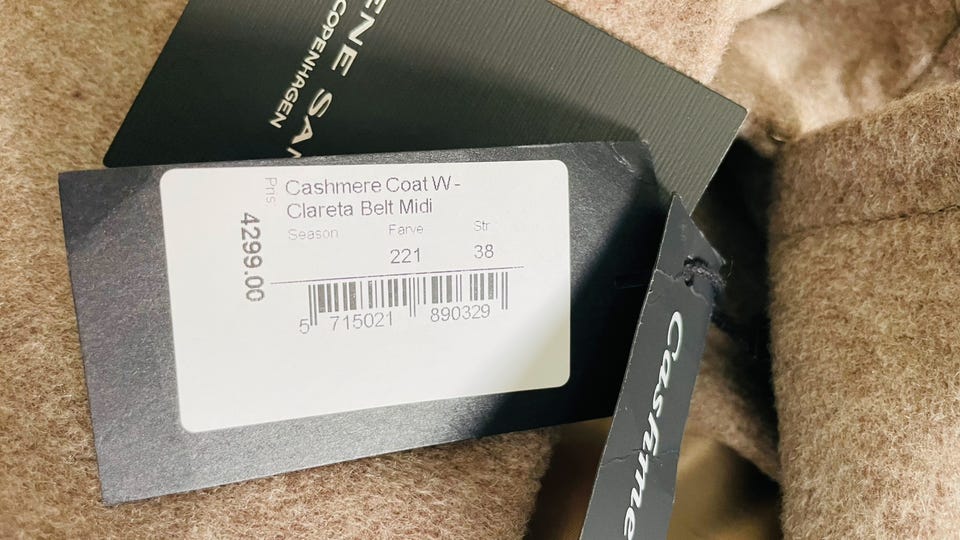 ENE SA
COPENHAGEN
Cashmere Coat W -
Clareta Belt Midi
Pris
4299.00
Season
Farve
Str
221
38
5 715021 890329
Cashme